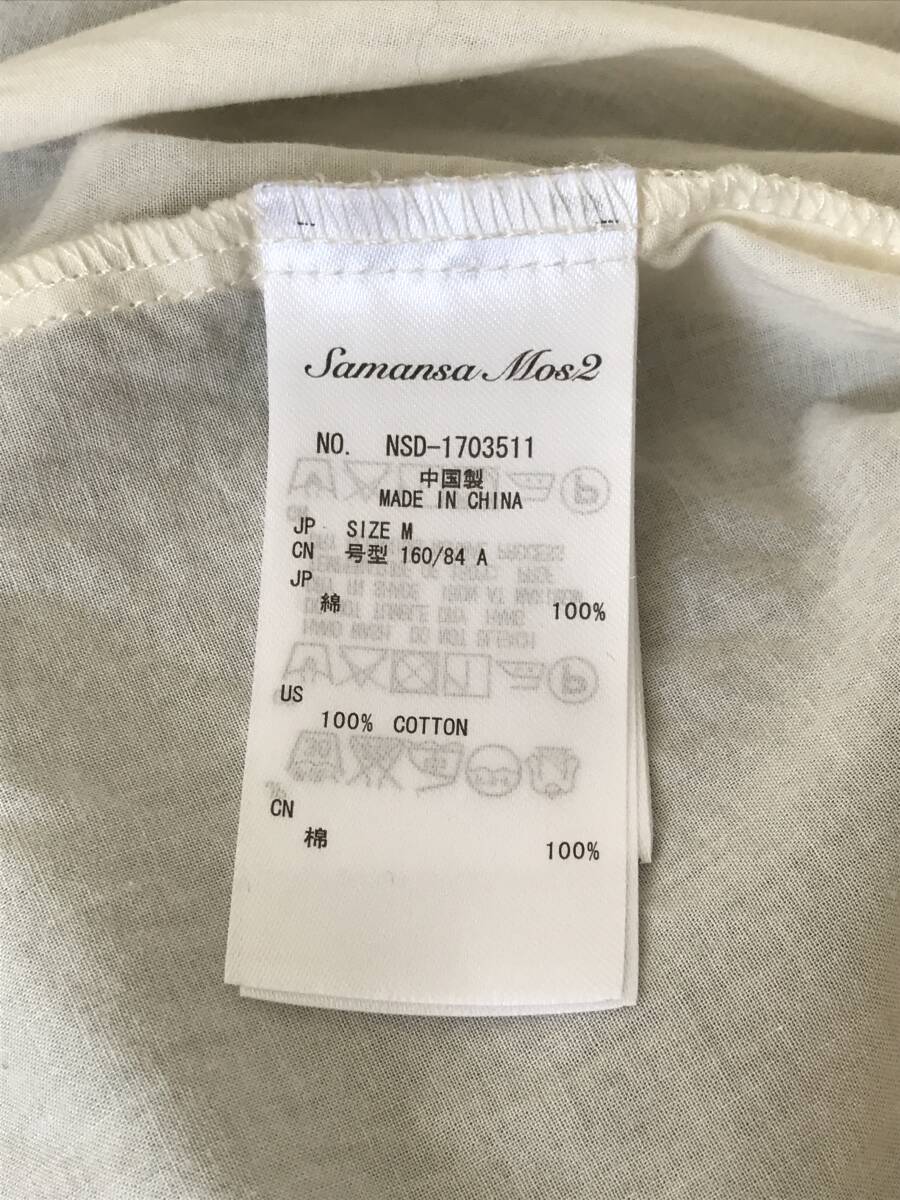 Samansa Mos2
NO. NSD-1703511
中国製
MADE IN CHINA
JP SIZE M
CN 号型 160/84 A
JP
綿 100%
US
100% COTTON
CN
棉 100%